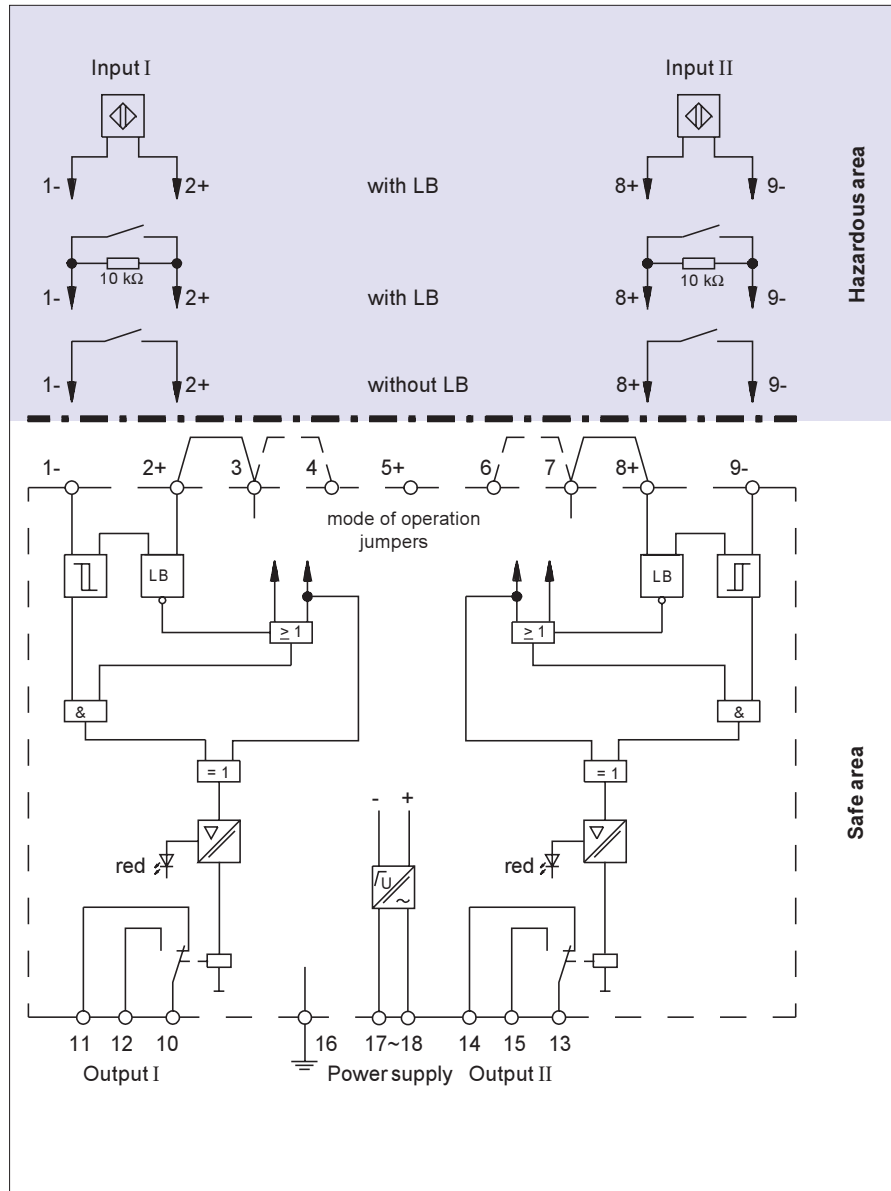 Input I Input II
1- 2+ with LB 8+ 9-
10 kΩ 10 kΩ
1- 2+ with LB 8+ 9-
1- 2+ without LB 8+ 9-
Hazardous area
1- 2+ 3 4 5+ 6 7 8+ 9-
mode of operation
jumpers
LB LB
≥ 1 ≥ 1
& &
= 1 = 1
- +
red red
U
~
Safe area
11 12 10 16 17~18 14 15 13
Output I Power supply Output II